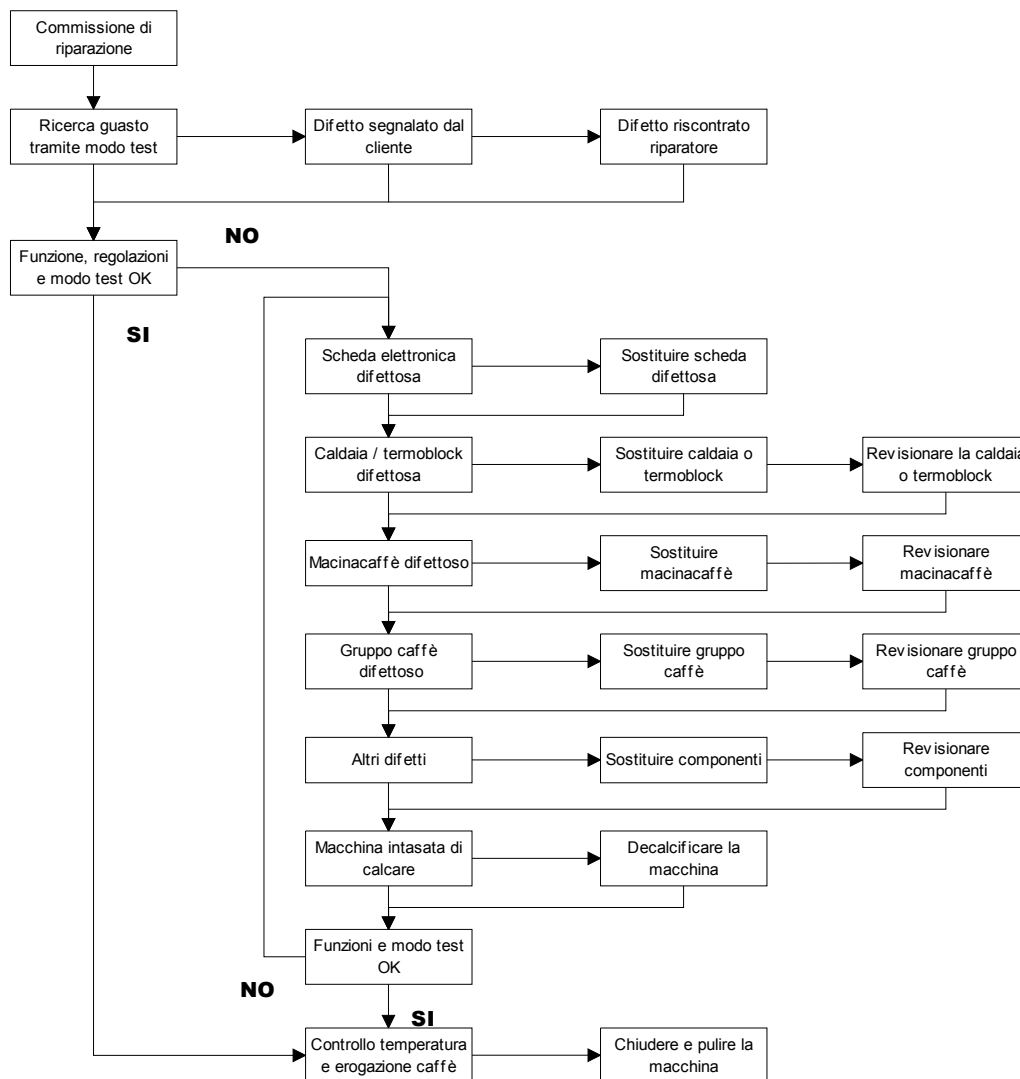 Commissione di
riparazione
Ricerca guasto
tramite modo test
Difetto segnalato dal
cliente
Difetto riscontrato
riparatore
NO
Funzione, regolazioni
e modo test OK
SI
Scheda elettronica
difettosa
Sostituire scheda
difettosa
Caldaia / termoblock
difettosa
Sostituire caldaia o
termoblock
Revisionare la caldaia
o termoblock
Macinacaffè difettoso
Sostituire
macinacaffè
Revisionare
macinacaffè
Gruppo caffè
difettoso
Sostituire gruppo
caffè
Revisionare gruppo
caffè
Altri difetti
Sostituire componenti
Revisionare
componenti
Macchina intasata di
calcare
Decalcificare la
macchina
Funzioni e modo test
OK
NO
SI
Controllo temperatura
e erogazione caffè
Chiudere e pulire la
macchina